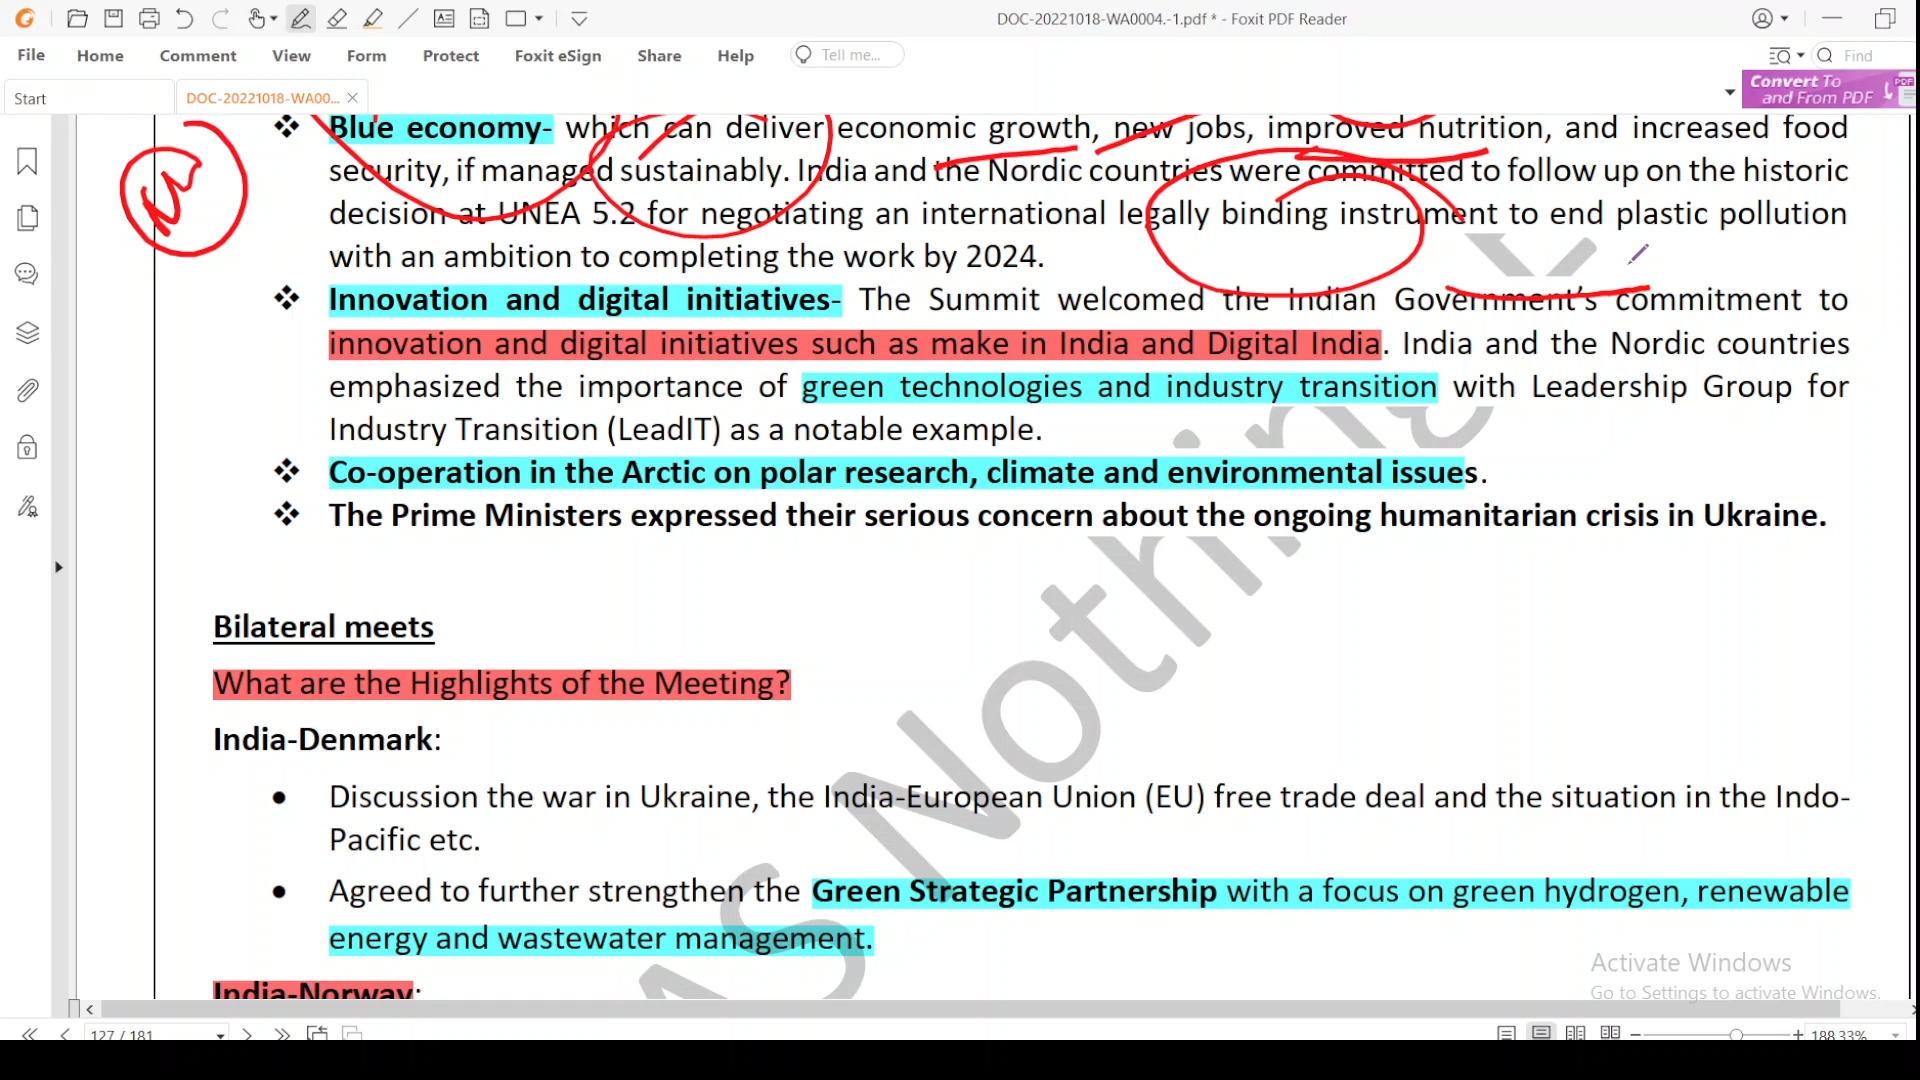 DOC-20221018-WA0004.-1.pdf * - Foxit PDF Reader
File Home Comment View Form Protect Foxit eSign Share Help Tell me... Find
Start DOC-20221018-WA00... Convert To and From PDF
❖ Blue economy- which can deliver economic growth, new jobs, improved nutrition, and increased food
security, if managed sustainably. India and the Nordic countries were committed to follow up on the historic
decision at UNEA 5.2 for negotiating an international legally binding instrument to end plastic pollution
with an ambition to completing the work by 2024.
❖ Innovation and digital initiatives- The Summit welcomed the Indian Government’s commitment to
innovation and digital initiatives such as make in India and Digital India. India and the Nordic countries
emphasized the importance of green technologies and industry transition with Leadership Group for
Industry Transition (LeadIT) as a notable example.
❖ Co-operation in the Arctic on polar research, climate and environmental issues.
❖ The Prime Ministers expressed their serious concern about the ongoing humanitarian crisis in Ukraine.
Bilateral meets
What are the Highlights of the Meeting?
India-Denmark:
• Discussion the war in Ukraine, the India-European Union (EU) free trade deal and the situation in the Indo-
Pacific etc.
• Agreed to further strengthen the Green Strategic Partnership with a focus on green hydrogen, renewable
energy and wastewater management.
India-Norway:
Activate Windows
Go to Settings to activate Windows.
127 / 181 188.33%